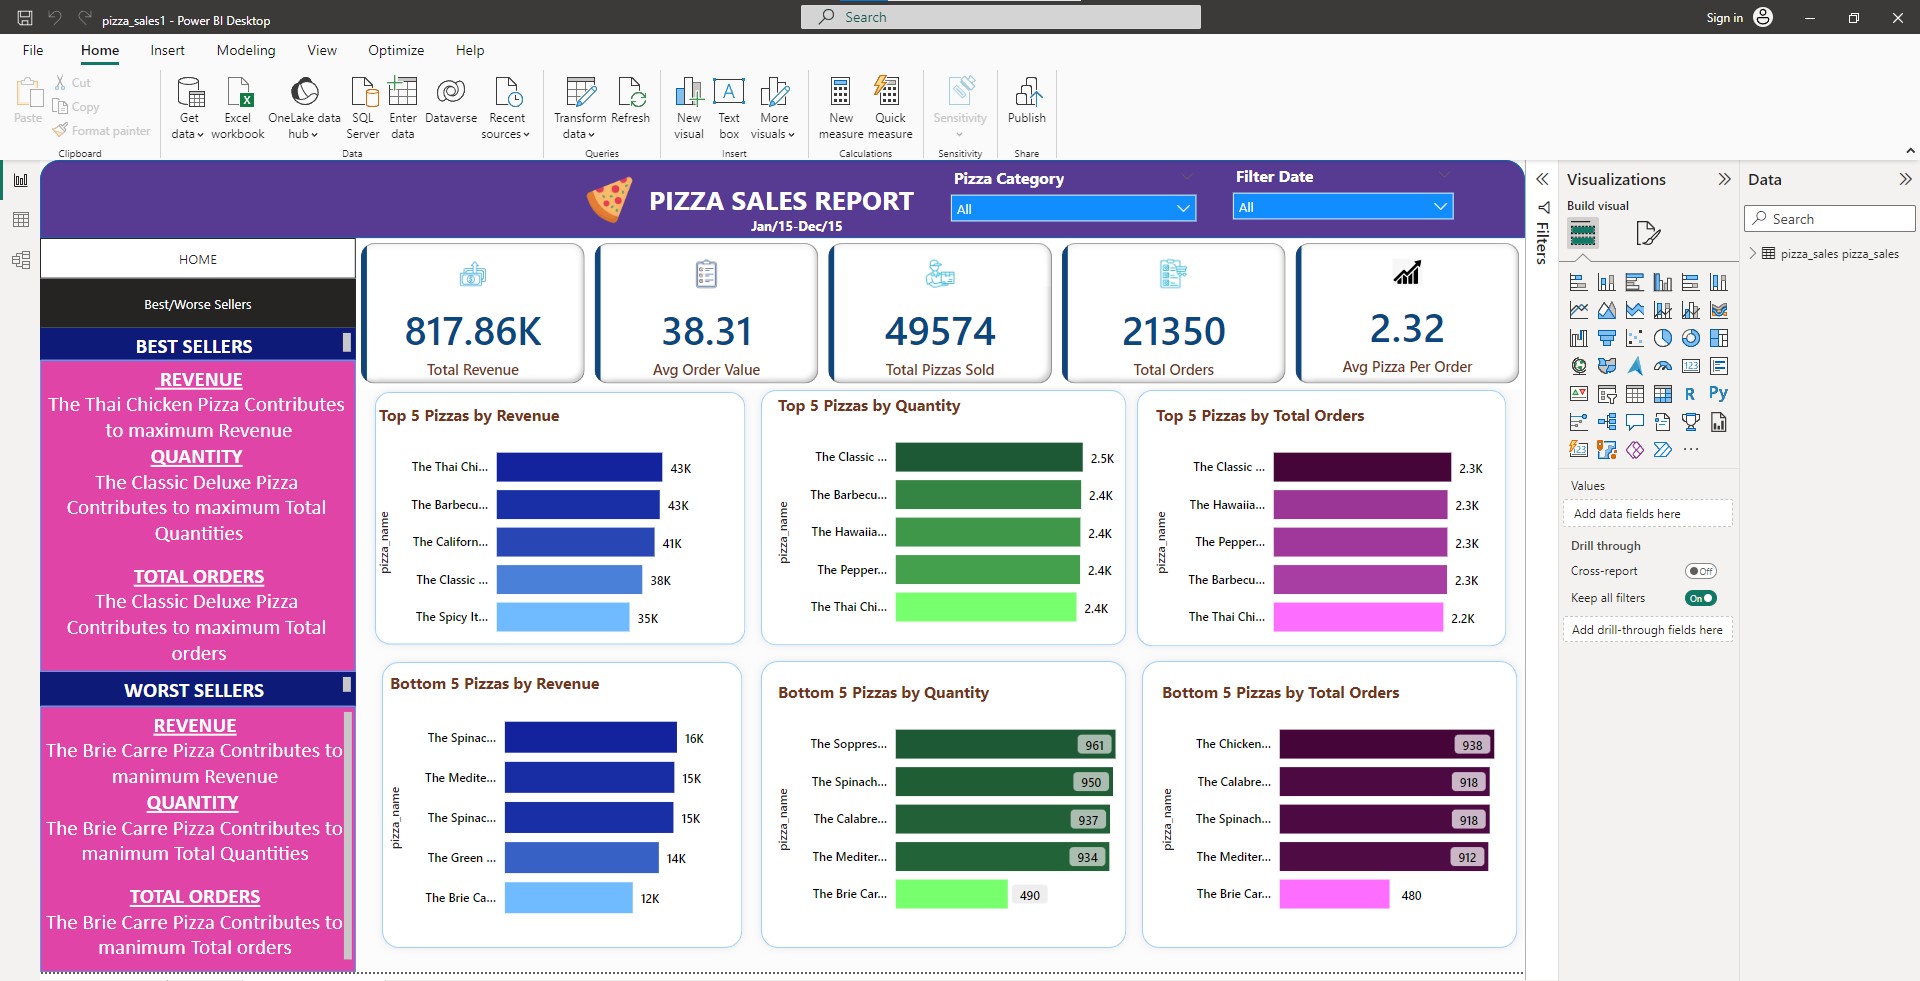 pizza_sales1 - Power BI Desktop
Search
Sign in
File
Home
Insert
Modeling
View
Optimize
Help
Paste
Cut
Copy
Format painter
Clipboard
Get data
Excel workbook
OneLake data hub
SQL Server
Enter data
Dataverse
Recent sources
Data
Transform data
Refresh
Queries
New visual
Text box
More visuals
Insert
New measure
Quick measure
Calculations
Sensitivity
Sensitivity
Publish
Share
PIZZA SALES REPORT
Jan/15-Dec/15
Pizza Category
All
Filter Date
All
HOME
Best/Worse Sellers
BEST SELLERS
REVENUE
The Thai Chicken Pizza Contributes
to maximum Revenue
QUANTITY
The Classic Deluxe Pizza
Contributes to maximum Total
Quantities
TOTAL ORDERS
The Classic Deluxe Pizza
Contributes to maximum Total
orders
WORST SELLERS
REVENUE
The Brie Carre Pizza Contributes to
manimum Revenue
QUANTITY
The Brie Carre Pizza Contributes to
manimum Total Quantities
TOTAL ORDERS
The Brie Carre Pizza Contributes to
manimum Total orders
817.86K
Total Revenue
38.31
Avg Order Value
49574
Total Pizzas Sold
21350
Total Orders
2.32
Avg Pizza Per Order
Top 5 Pizzas by Revenue
pizza_name
The Thai Chi... 43K
The Barbecu... 43K
The Californ... 41K
The Classic ... 38K
The Spicy It... 35K
Top 5 Pizzas by Quantity
pizza_name
The Classic ... 2.5K
The Barbecu... 2.4K
The Hawaiia... 2.4K
The Pepper... 2.4K
The Thai Chi... 2.4K
Top 5 Pizzas by Total Orders
pizza_name
The Classic ... 2.3K
The Hawaiia... 2.3K
The Pepper... 2.3K
The Barbecu... 2.3K
The Thai Chi... 2.2K
Bottom 5 Pizzas by Revenue
pizza_name
The Spinac... 16K
The Medite... 15K
The Spinac... 15K
The Green ... 14K
The Brie Ca... 12K
Bottom 5 Pizzas by Quantity
pizza_name
The Soppres... 961
The Spinach... 950
The Calabre... 937
The Mediter... 934
The Brie Car... 490
Bottom 5 Pizzas by Total Orders
pizza_name
The Chicken... 938
The Calabre... 918
The Spinach... 918
The Mediter... 912
The Brie Car... 480
Filters
Visualizations
Build visual
R
Py
123
123
...
Values
Add data fields here
Drill through
Cross-report
Off
Keep all filters
On
Add drill-through fields here
Data
Search
pizza_sales pizza_sales